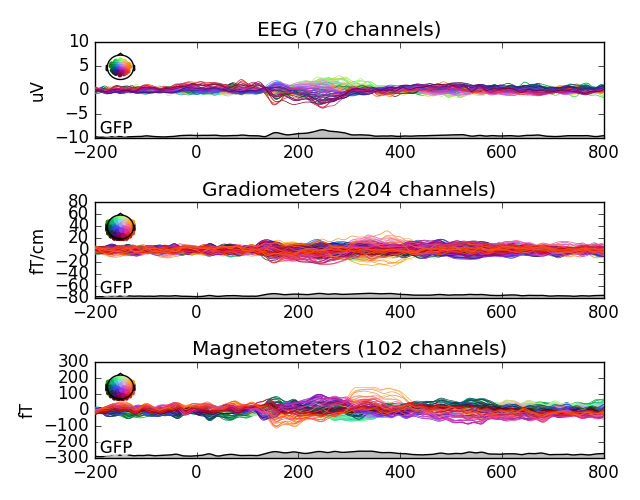 EEG (70 channels)
10
5
0
−5
−10
uV
GFP
−200 0 200 400 600 800
Gradiometers (204 channels)
80
60
40
20
0
−20
−40
−60
−80
fT/cm
GFP
−200 0 200 400 600 800
Magnetometers (102 channels)
300
200
100
0
−100
−200
−300
fT
GFP
−200 0 200 400 600 800